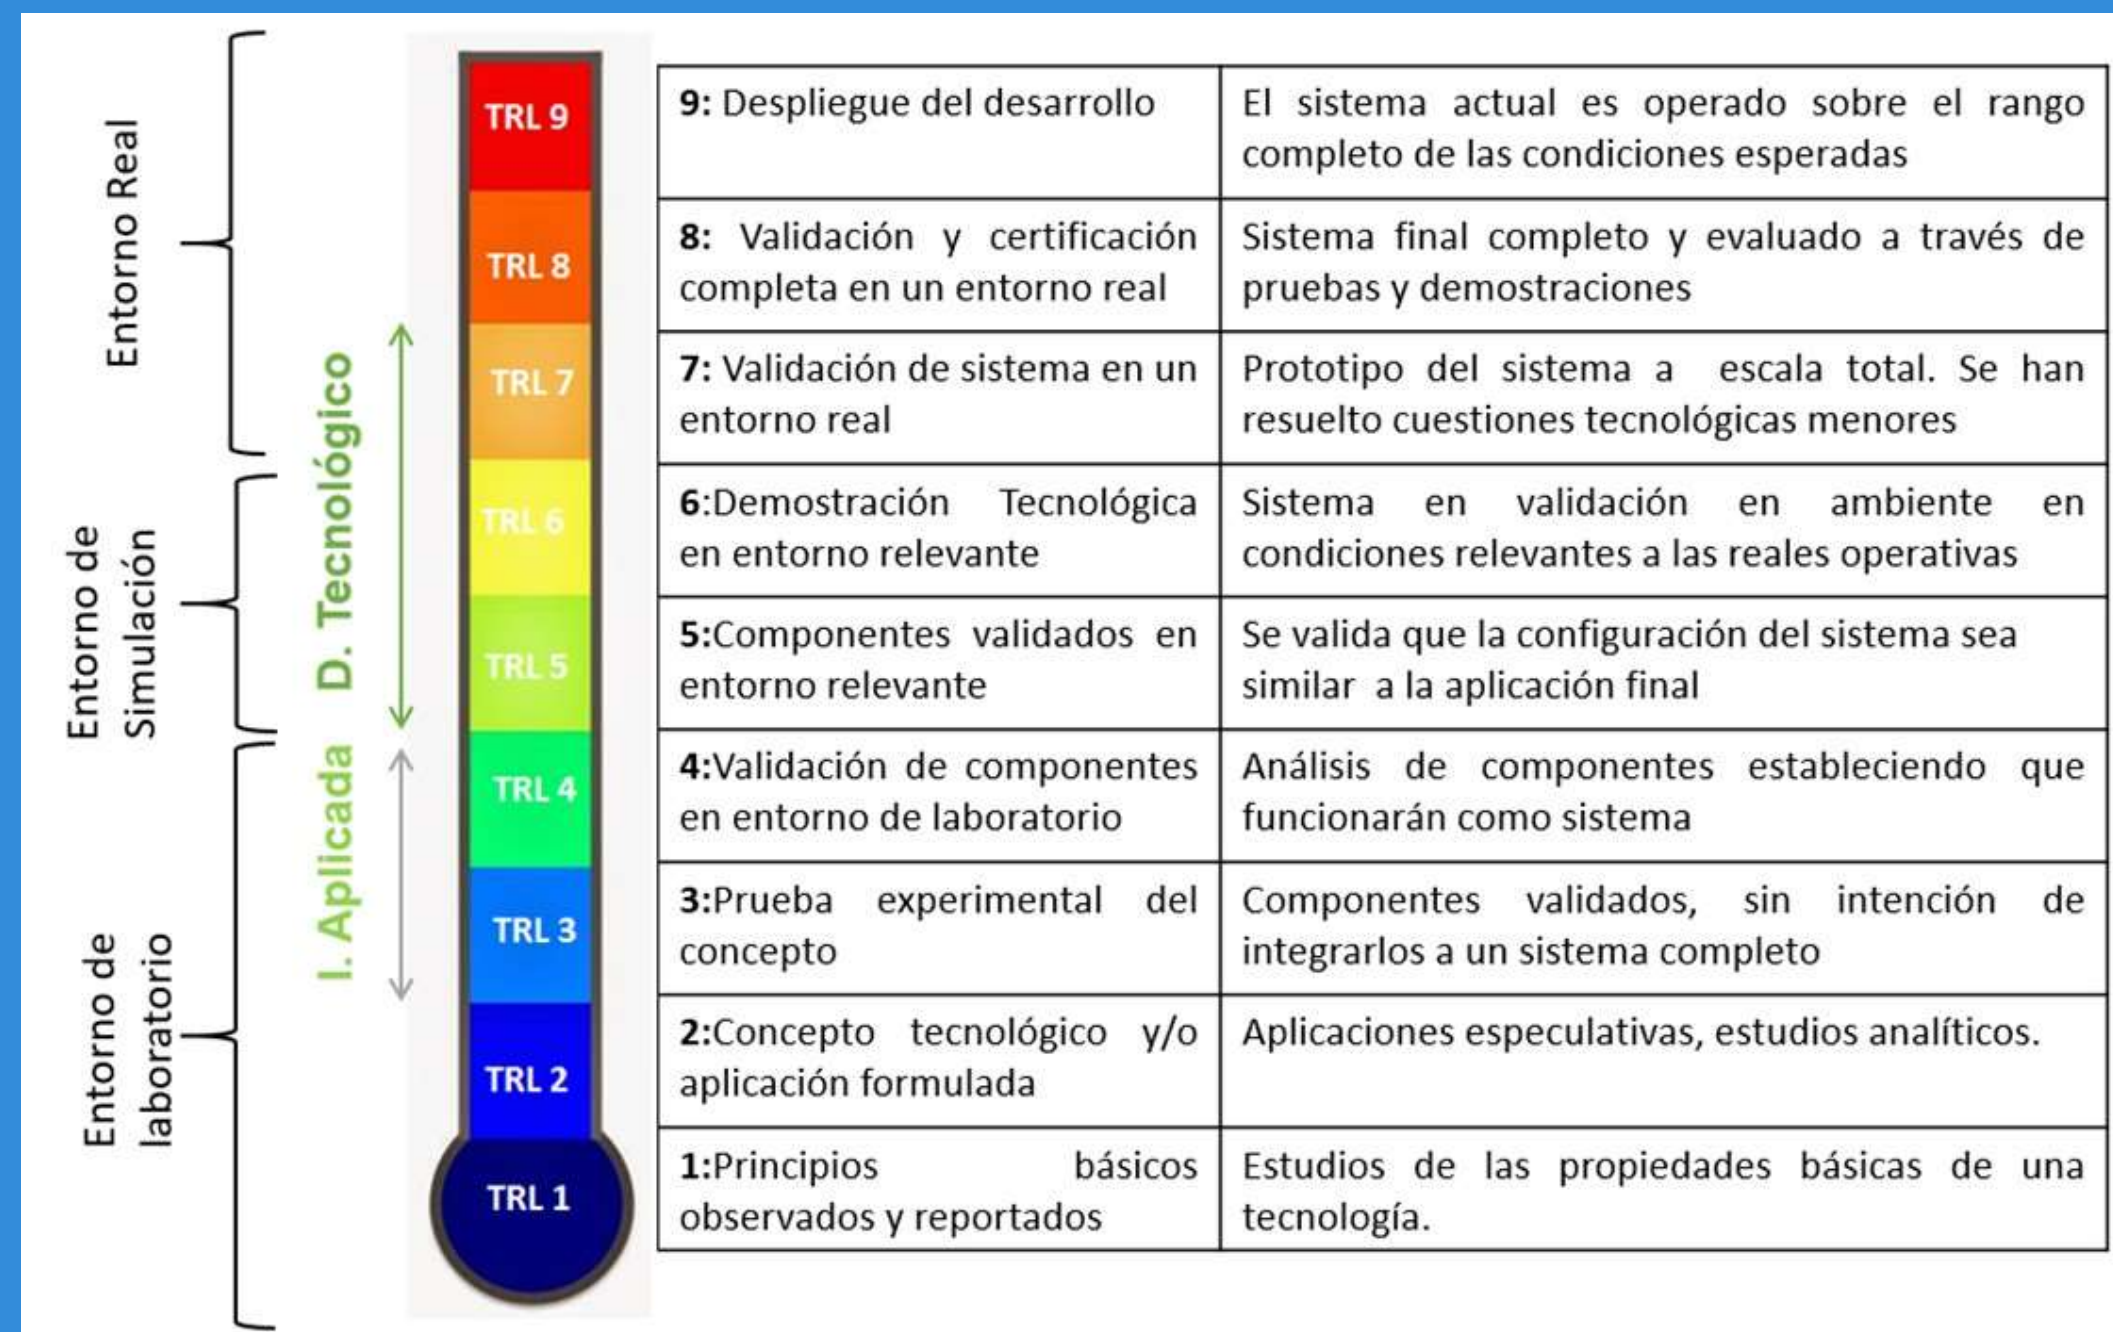 Entorno Real
Entorno de
Simulación
Entorno de
laboratorio
D. Tecnológico
I. Aplicada
TRL 9
9: Despliegue del desarrollo
El sistema actual es operado sobre el rango
completo de las condiciones esperadas
TRL 8
8: Validación y certificación
completa en un entorno real
Sistema final completo y evaluado a través de
pruebas y demostraciones
TRL 7
7: Validación de sistema en un
entorno real
Prototipo del sistema a escala total. Se han
resuelto cuestiones tecnológicas menores
TRL 6
6:Demostración Tecnológica
en entorno relevante
Sistema en validación en ambiente en
condiciones relevantes a las reales operativas
TRL 5
5:Componentes validados en
entorno relevante
Se valida que la configuración del sistema sea
similar a la aplicación final
TRL 4
4:Validación de componentes
en entorno de laboratorio
Análisis de componentes estableciendo que
funcionarán como sistema
TRL 3
3:Prueba experimental del
concepto
Componentes validados, sin intención de
integrarlos a un sistema completo
TRL 2
2:Concepto tecnológico y/o
aplicación formulada
Aplicaciones especulativas, estudios analíticos.
TRL 1
1:Principios básicos
observados y reportados
Estudios de las propiedades básicas de una
tecnología.